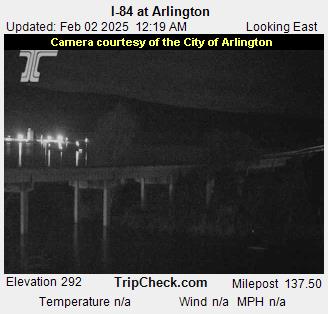 I-84 at Arlington
Updated: Feb 02 2025 12:19 AM Looking East
Camera courtesy of the City of Arlington
Elevation 292 TripCheck.com Milepost 137.50
Temperature n/a Wind n/a MPH n/a